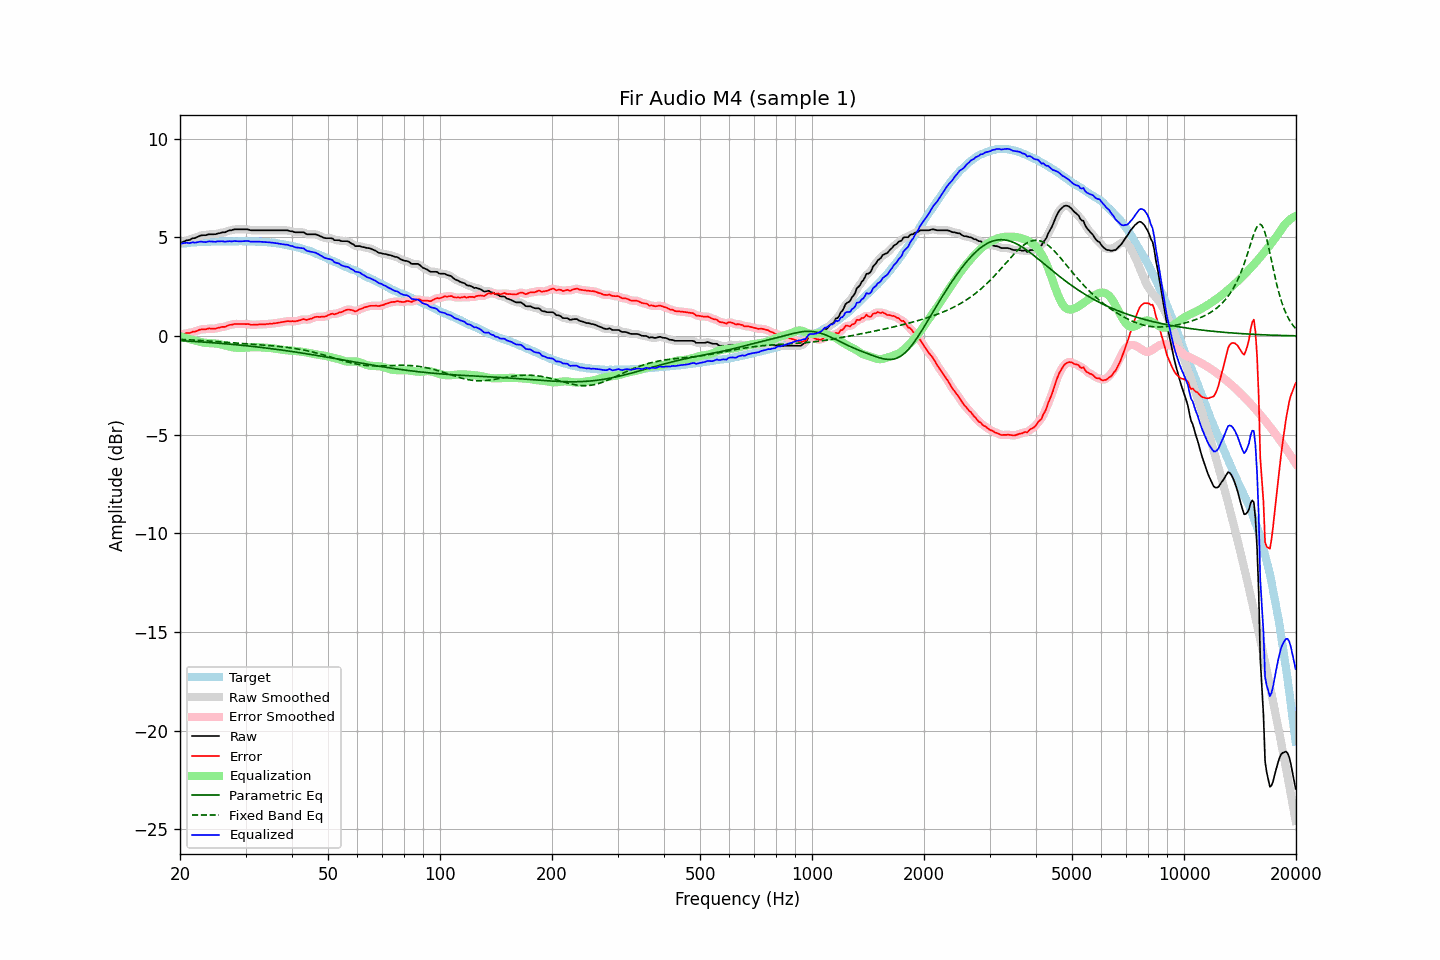 Fir Audio M4 (sample 1)
10
5
0
−5
−10
−15
−20
−25
Amplitude (dBr)
Target
Raw Smoothed
Error Smoothed
Raw
Error
Equalization
Parametric Eq
Fixed Band Eq
Equalized
20 50 100 200 500 1000 2000 5000 10000 20000
Frequency (Hz)